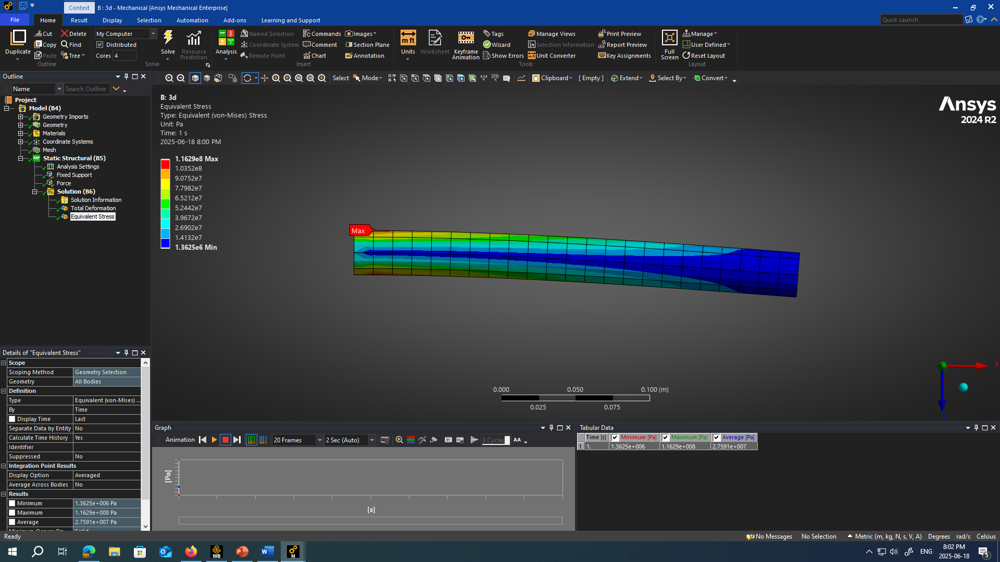 Context
B : 3d - Mechanical [Ansys Mechanical Enterprise]
File
Home
Result
Display
Selection
Automation
Add-ons
Learning and Support
Quick Launch
Duplicate
Cut
Copy
Paste
Delete
Find
Tree
Outline
My Computer
Distributed
Cores 4
Solve
Resource Prediction
Solve
Analysis
Named Selection
Coordinate System
Remote Point
Commands
Comment
Chart
Images
Section Plane
Annotation
Insert
Units
Worksheet
Keyframe Animation
Tags
Wizard
Show Errors
Manage Views
Selection Information
Unit Converter
Print Preview
Report Preview
Key Assignments
Tools
Full Screen
Manage
User Defined
Reset Layout
Layout
Outline
Name
Search Outline
Select
Mode
Clipboard
[ Empty ]
Extend
Select By
Convert
Project
Model (B4)
Geometry Imports
Geometry
Materials
Coordinate Systems
Mesh
Static Structural (B5)
Analysis Settings
Fixed Support
Force
Solution (B6)
Solution Information
Total Deformation
Equivalent Stress
B: 3d
Equivalent Stress
Type: Equivalent (von-Mises) Stress
Unit: Pa
Time: 1 s
2025-06-18 8:00 PM
1.1629e8 Max
1.0352e8
9.0752e7
7.7982e7
6.5212e7
5.2442e7
3.9672e7
2.6902e7
1.4132e7
1.3625e6 Min
Ansys
2024 R2
Max
0.000 0.050 0.100 (m)
0.025 0.075
X
Z
Details of "Equivalent Stress"
Scope
Scoping Method Geometry Selection
Geometry All Bodies
Definition
Type Equivalent (von-Mises) ...
By Time
Display Time Last
Separate Data by Entity No
Calculate Time History Yes
Identifier
Suppressed No
Integration Point Results
Display Option Averaged
Average Across Bodies No
Results
Minimum 1.3625e+006 Pa
Maximum 1.1629e+008 Pa
Average 2.7591e+007 Pa
Minimum Occurs On Solid
Graph
Animation
20 Frames
2 Sec (Auto)
3 Cycles
AA
[Pa]
[s]
Tabular Data
Time [s] Minimum [Pa] Maximum [Pa] Average [Pa]
1 1. 1.3625e+006 1.1629e+008 2.7591e+007
Ready
No Messages
No Selection
Metric (m, kg, N, s, V, A)
Degrees
rad/s
Celsius
WB
M
ENG
8:02 PM
2025-06-18
5